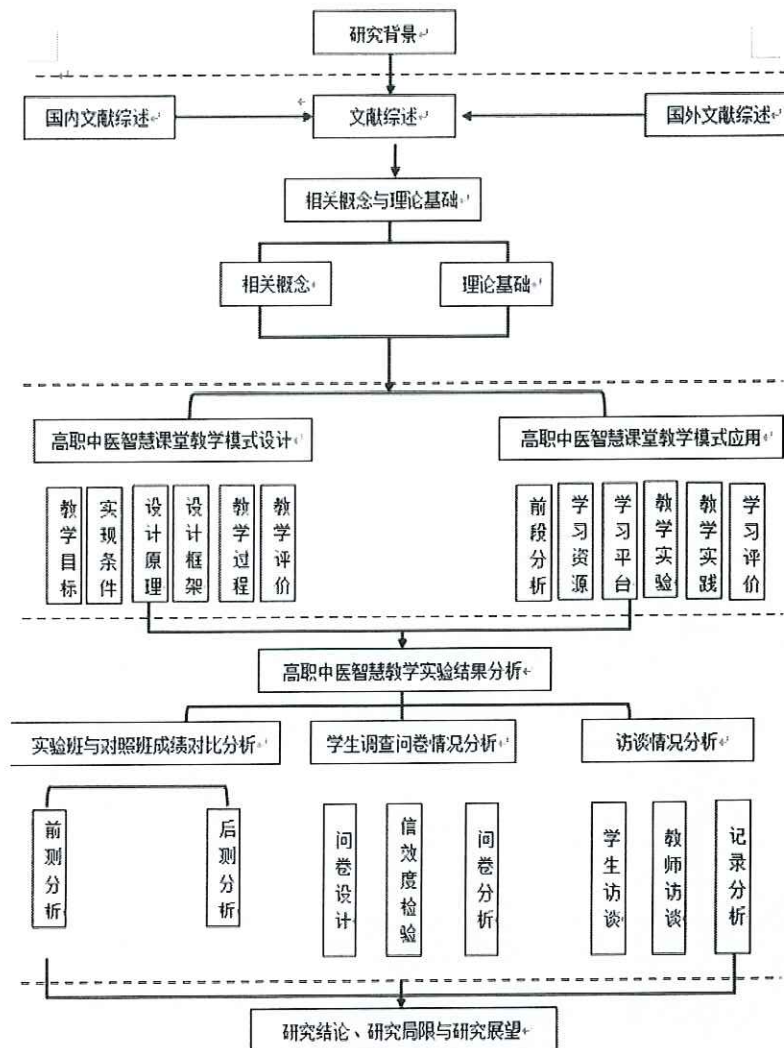 研究背景
国内文献综述
文献综述
国外文献综述
相关概念与理论基础
相关概念
理论基础
高职中医智慧课堂教学模式设计
高职中医智慧课堂教学模式应用
教学目标
实现条件
设计原理
设计框架
教学过程
教学评价
前段分析
学习资源
学习平台
教学实验
教学实践
学习评价
高职中医智慧教学实验结果分析
实验班与对照班成绩对比分析
学生调查问卷情况分析
访谈情况分析
前测分析
后测分析
问卷设计
信效度检验
问卷分析
学生访谈
教师访谈
记录分析
研究结论、研究局限与研究展望